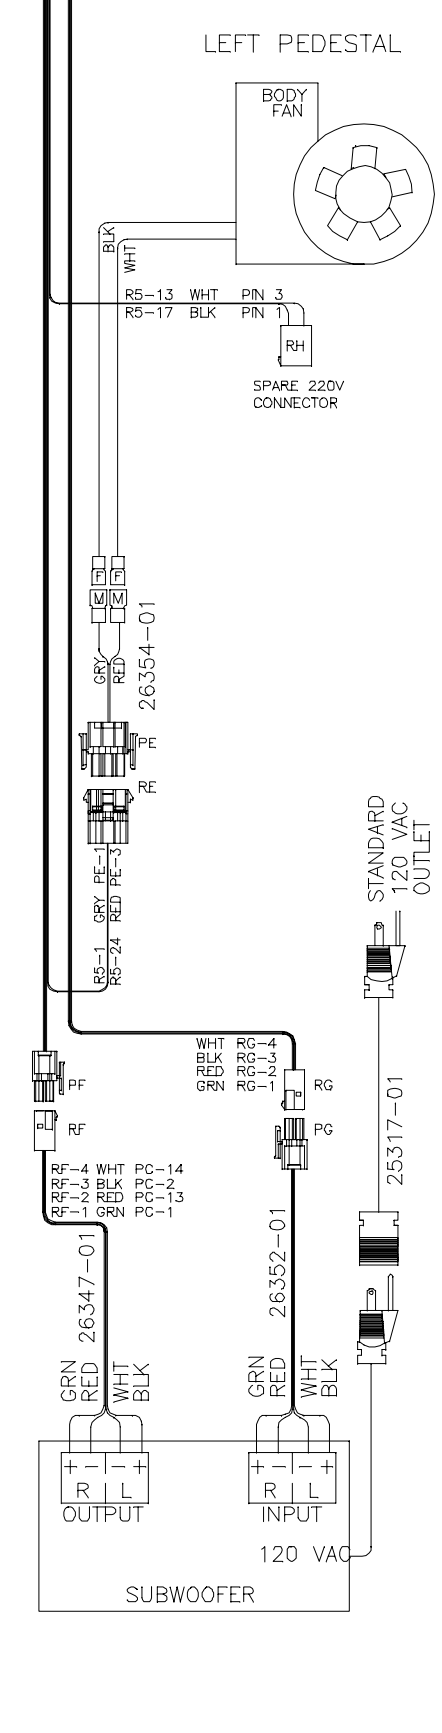 LEFT PEDESTAL
BODY
FAN
BLK
WHT
R5-13 WHT PIN 3
R5-17 BLK PIN 1
RH
SPARE 220V
CONNECTOR
F F
M M
GRY
RED
26354-01
PE
RE
GRY PE-1
RED PE-3
R5-1
R5-24
STANDARD
120 VAC
OUTLET
WHT RG-4
BLK RG-3
RED RG-2
GRN RG-1
RG
PG
PF
RF
RF-4 WHT PC-14
RF-3 BLK PC-2
RF-2 RED PC-13
RF-1 GRN PC-1
25317-01
26347-01
26352-01
GRN
RED
WHT
BLK
GRN
RED
WHT
BLK
+ - - +
R L
OUTPUT
+ - - +
R L
INPUT
120 VAC
SUBWOOFER